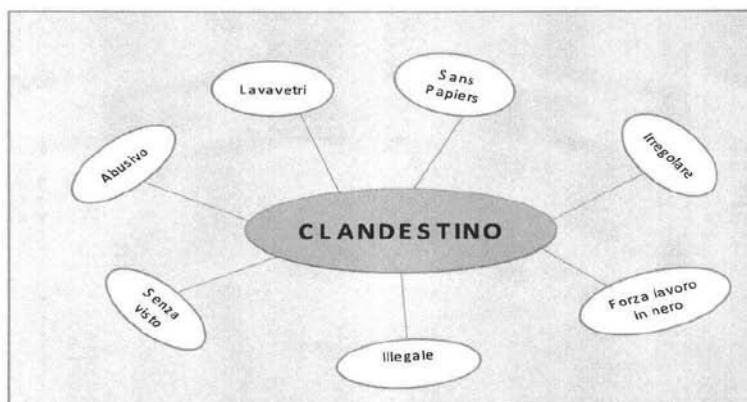 Lavavetri
Sans
Papiers
Abusivo
Irregolare
CLANDESTINO
Senza
visto
Forza lavoro
in nero
Illegale